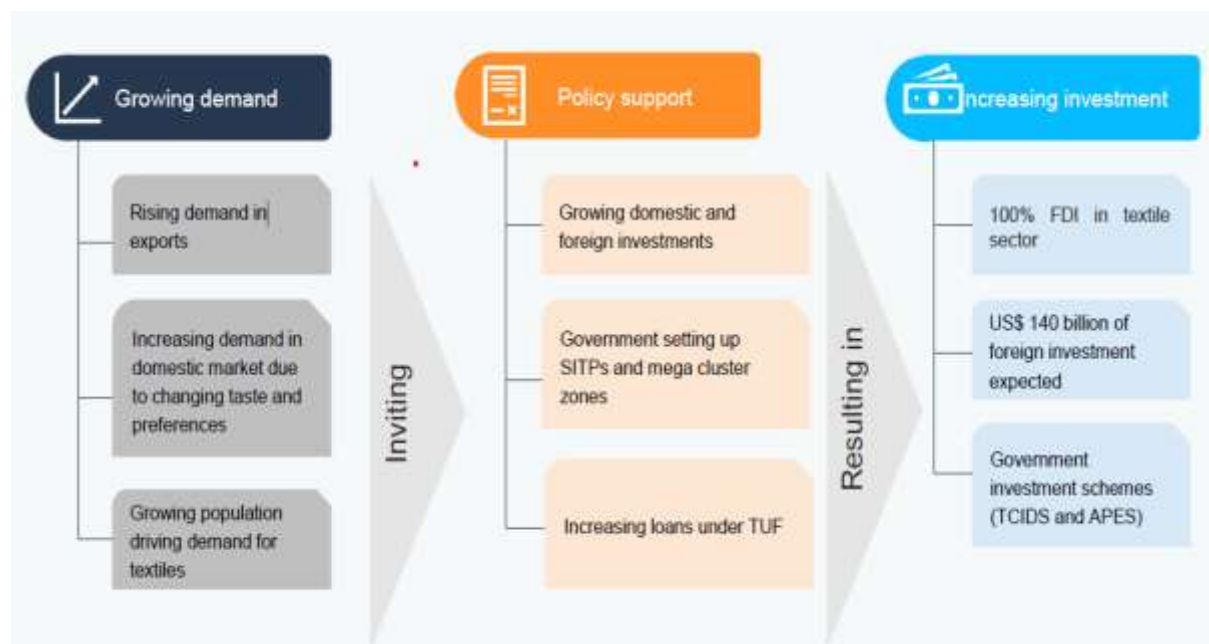 Growing demand
Rising demand in
exports
Increasing demand in
domestic market due
to changing taste and
preferences
Growing population
driving demand for
textiles
Inviting
Policy support
Growing domestic and
foreign investments
Government setting up
SITPs and mega cluster
zones
Increasing loans under TUF
Resulting in
ncreasing investment
100% FDI in textile
sector
US$ 140 billion of
foreign investment
expected
Government
investment schemes
(TCIDS and APES)